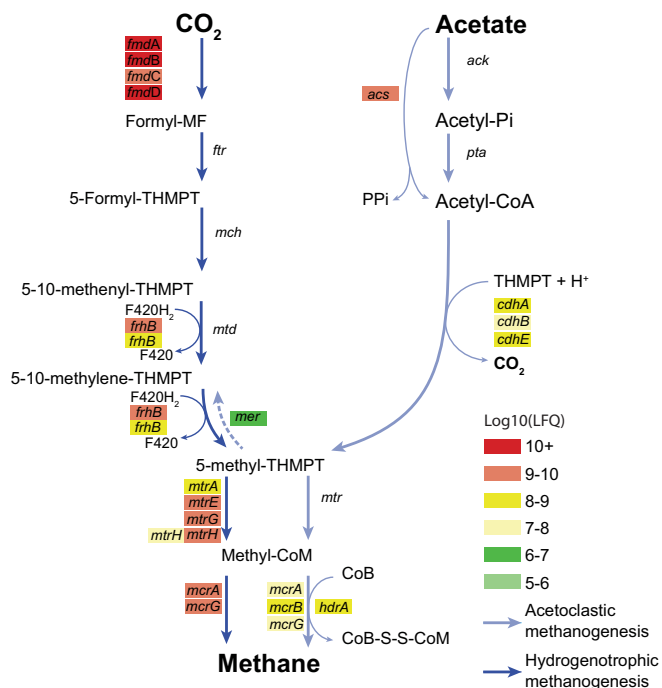 CO2
fmdA
fmdB
fmdC
fmdD
Formyl-MF
ftr
5-Formyl-THMPT
mch
5-10-methenyl-THMPT
F420H2
frhB
frhB
F420
mtd
5-10-methylene-THMPT
F420H2
frhB
frhB
F420
mer
5-methyl-THMPT
mtrA
mtrE
mtrG
mtrH mtrH
mtr
Methyl-CoM
mcrA
mcrG
mcrA
mcrB
mcrG
hdrA
CoB
CoB-S-S-CoM
Methane
Acetate
ack
acs
Acetyl-Pi
pta
PPi
Acetyl-CoA
THMPT + H+
cdhA
cdhB
cdhE
CO2
Log10(LFQ)
10+
9-10
8-9
7-8
6-7
5-6
Acetoclastic
methanogenesis
Hydrogenotrophic
methanogenesis